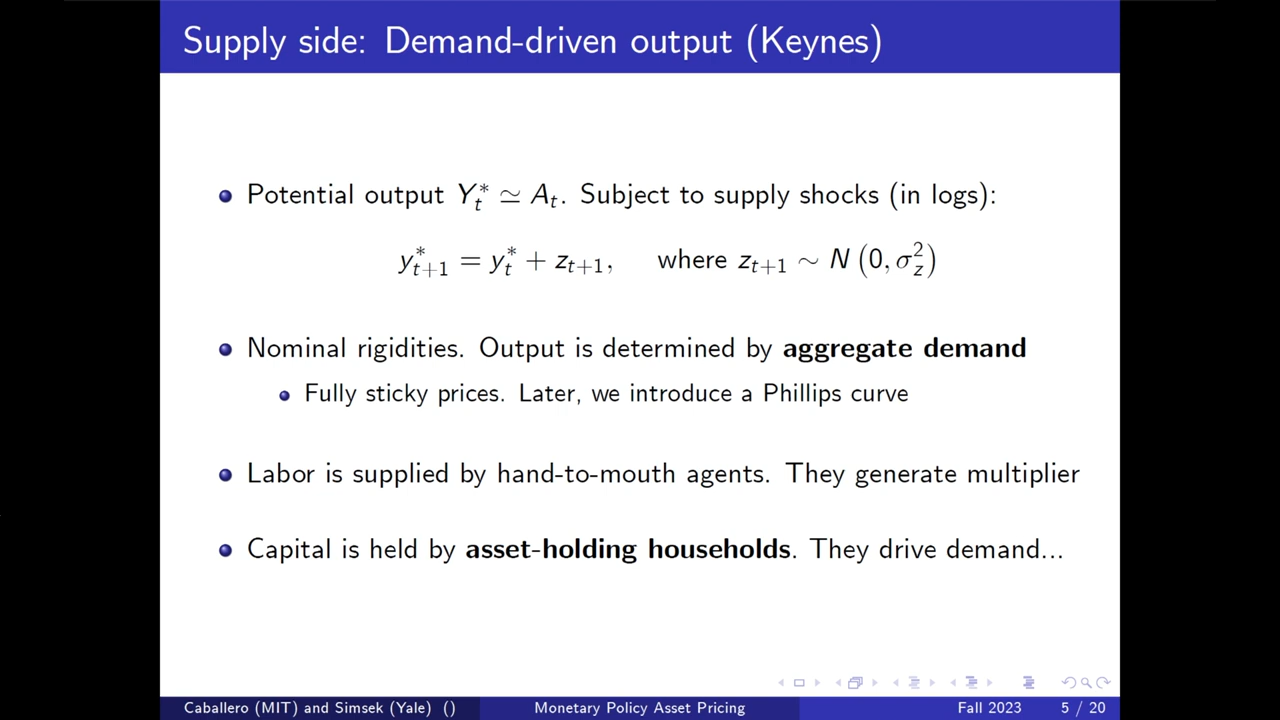 Supply side: Demand-driven output (Keynes)
Potential output Y*_t ≃ A_t. Subject to supply shocks (in logs):
y*_{t+1} = y*_t + z_{t+1}, where z_{t+1} ∼ N (0, σ²_z)
Nominal rigidities. Output is determined by aggregate demand
Fully sticky prices. Later, we introduce a Phillips curve
Labor is supplied by hand-to-mouth agents. They generate multiplier
Capital is held by asset-holding households. They drive demand...
Caballero (MIT) and Simsek (Yale) () Monetary Policy Asset Pricing Fall 2023 5 / 20